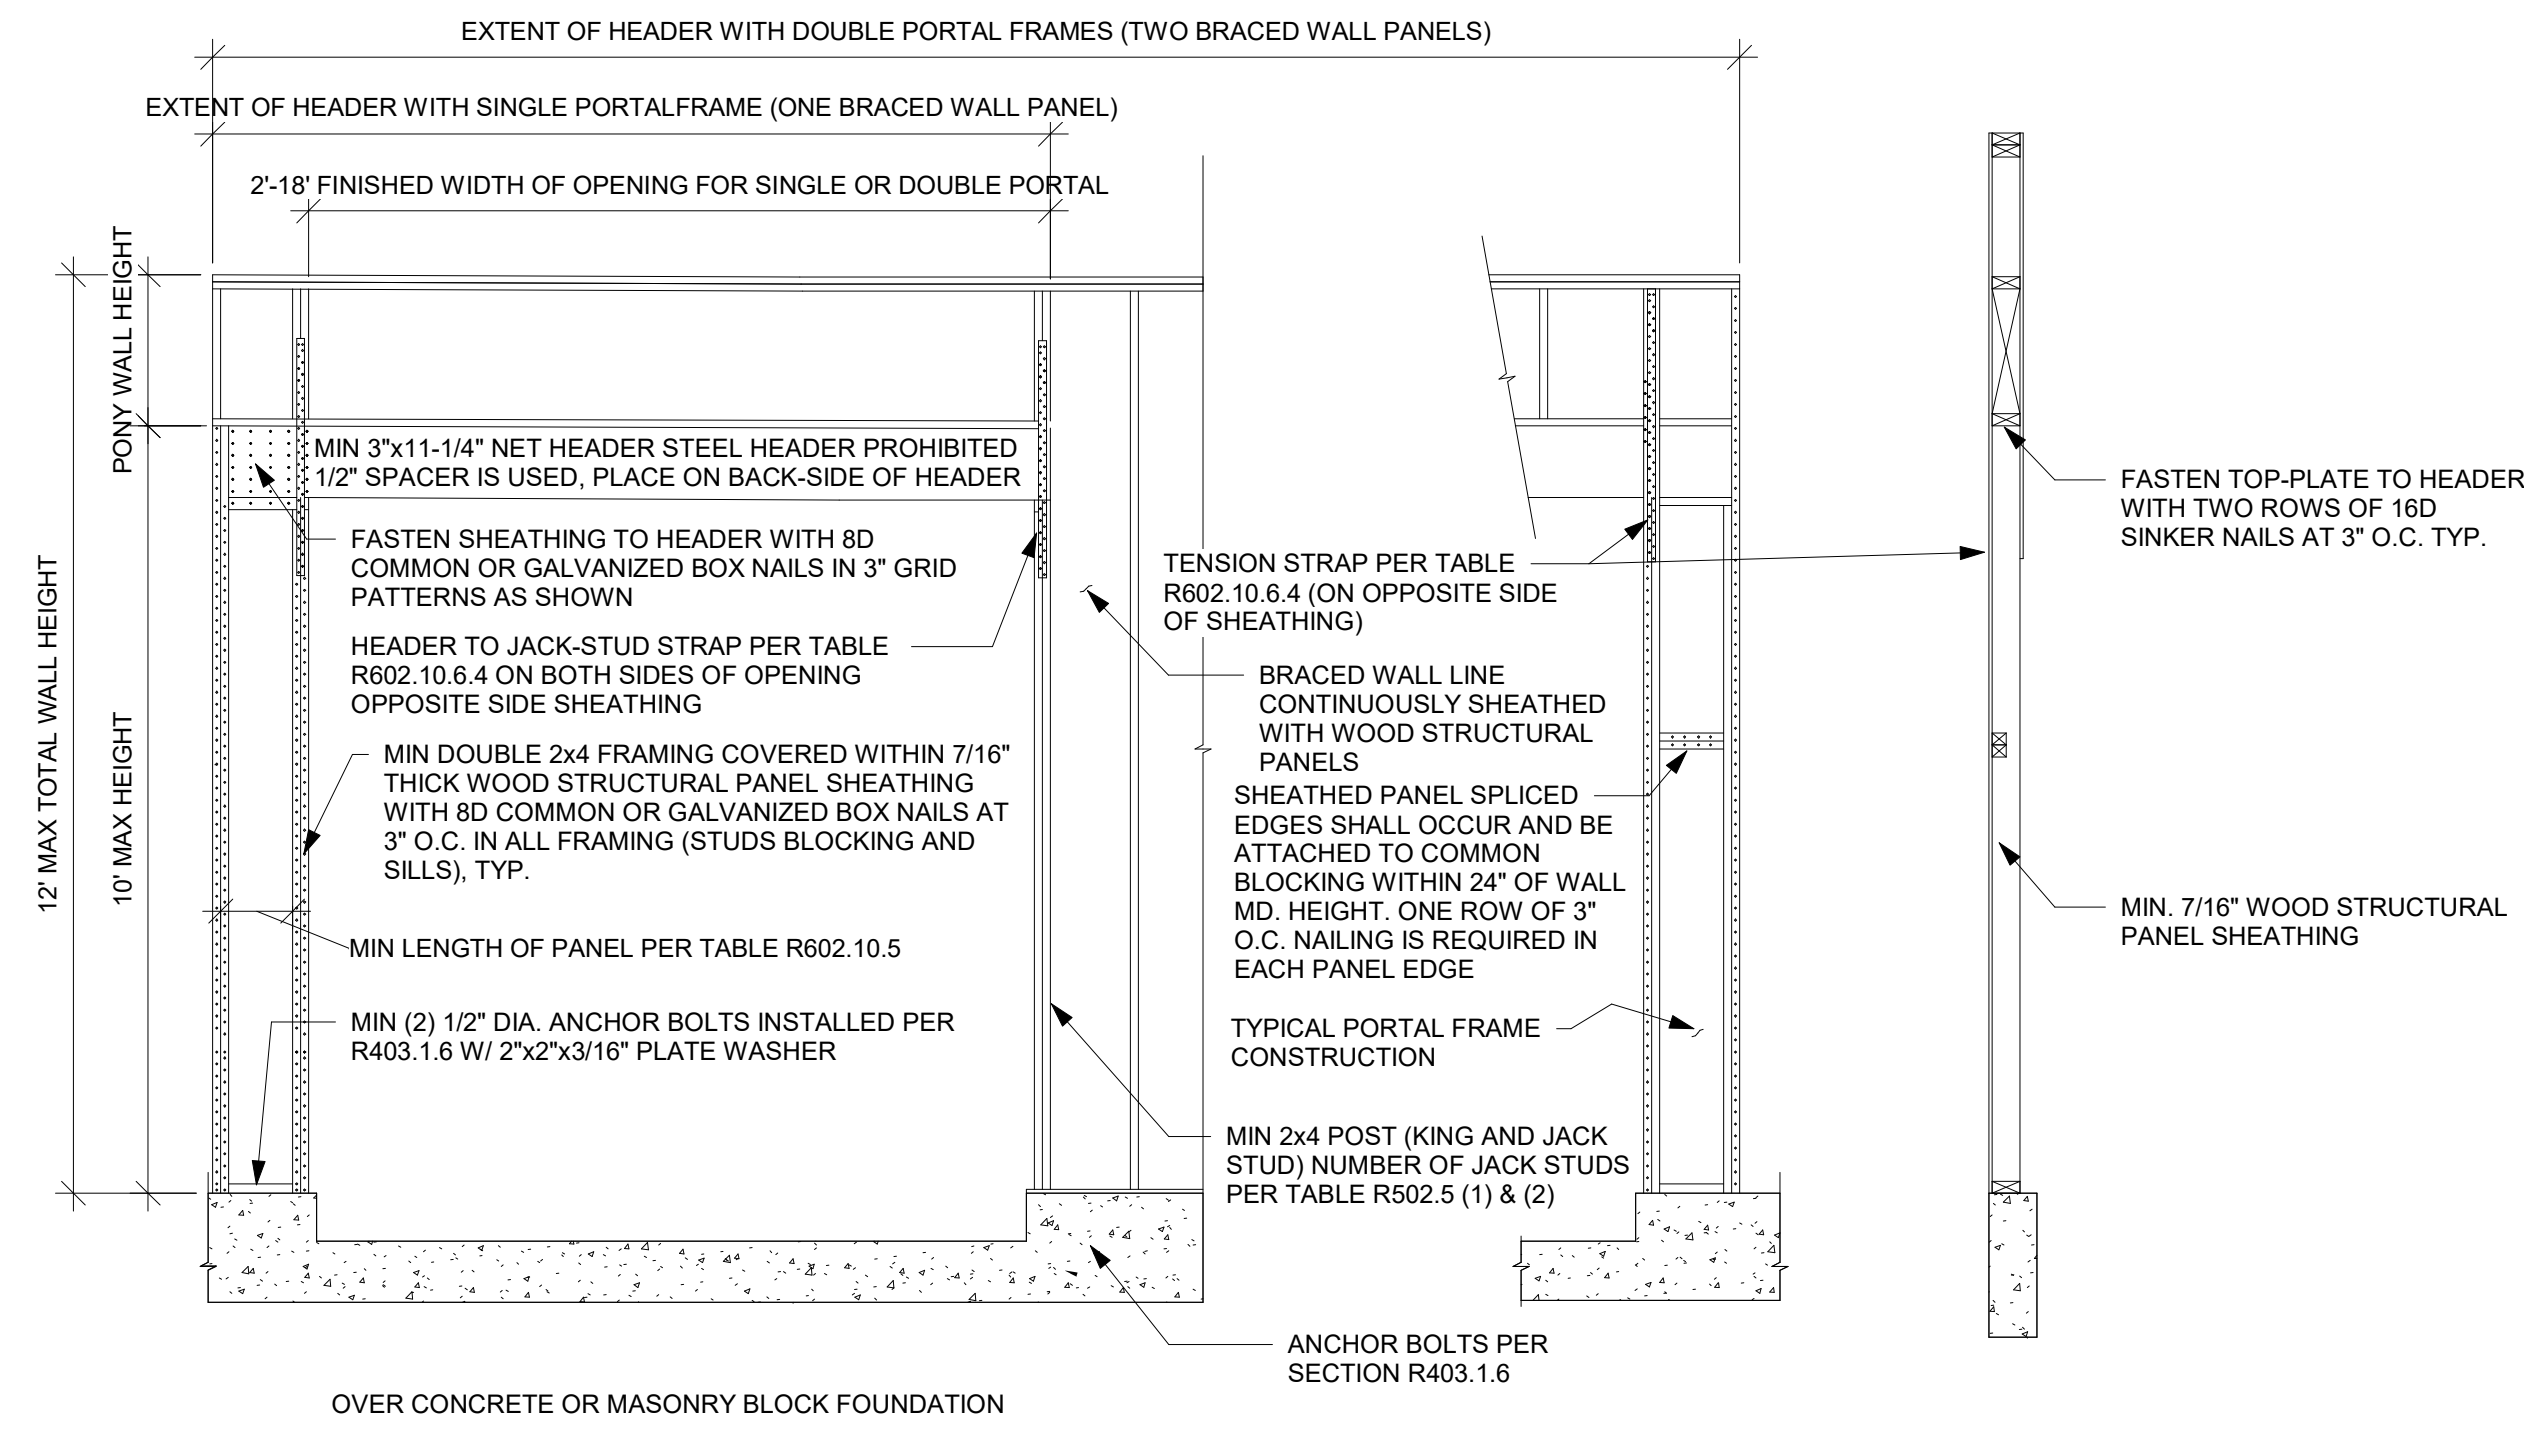 EXTENT OF HEADER WITH DOUBLE PORTAL FRAMES (TWO BRACED WALL PANELS)
EXTENT OF HEADER WITH SINGLE PORTALFRAME (ONE BRACED WALL PANEL)
2'-18' FINISHED WIDTH OF OPENING FOR SINGLE OR DOUBLE PORTAL
PONY WALL HEIGHT
12' MAX TOTAL WALL HEIGHT
10' MAX HEIGHT
MIN 3"x11-1/4" NET HEADER STEEL HEADER PROHIBITED
1/2" SPACER IS USED, PLACE ON BACK-SIDE OF HEADER
FASTEN SHEATHING TO HEADER WITH 8D
COMMON OR GALVANIZED BOX NAILS IN 3" GRID
PATTERNS AS SHOWN
HEADER TO JACK-STUD STRAP PER TABLE
R602.10.6.4 ON BOTH SIDES OF OPENING
OPPOSITE SIDE SHEATHING
MIN DOUBLE 2x4 FRAMING COVERED WITHIN 7/16"
THICK WOOD STRUCTURAL PANEL SHEATHING
WITH 8D COMMON OR GALVANIZED BOX NAILS AT
3" O.C. IN ALL FRAMING (STUDS BLOCKING AND
SILLS), TYP.
MIN LENGTH OF PANEL PER TABLE R602.10.5
MIN (2) 1/2" DIA. ANCHOR BOLTS INSTALLED PER
R403.1.6 W/ 2"x2"x3/16" PLATE WASHER
TENSION STRAP PER TABLE
R602.10.6.4 (ON OPPOSITE SIDE
OF SHEATHING)
BRACED WALL LINE
CONTINUOUSLY SHEATHED
WITH WOOD STRUCTURAL
PANELS
SHEATHED PANEL SPLICED
EDGES SHALL OCCUR AND BE
ATTACHED TO COMMON
BLOCKING WITHIN 24" OF WALL
MD. HEIGHT. ONE ROW OF 3"
O.C. NAILING IS REQUIRED IN
EACH PANEL EDGE
TYPICAL PORTAL FRAME
CONSTRUCTION
MIN 2x4 POST (KING AND JACK
STUD) NUMBER OF JACK STUDS
PER TABLE R502.5 (1) & (2)
ANCHOR BOLTS PER
SECTION R403.1.6
FASTEN TOP-PLATE TO HEADER
WITH TWO ROWS OF 16D
SINKER NAILS AT 3" O.C. TYP.
MIN. 7/16" WOOD STRUCTURAL
PANEL SHEATHING
OVER CONCRETE OR MASONRY BLOCK FOUNDATION